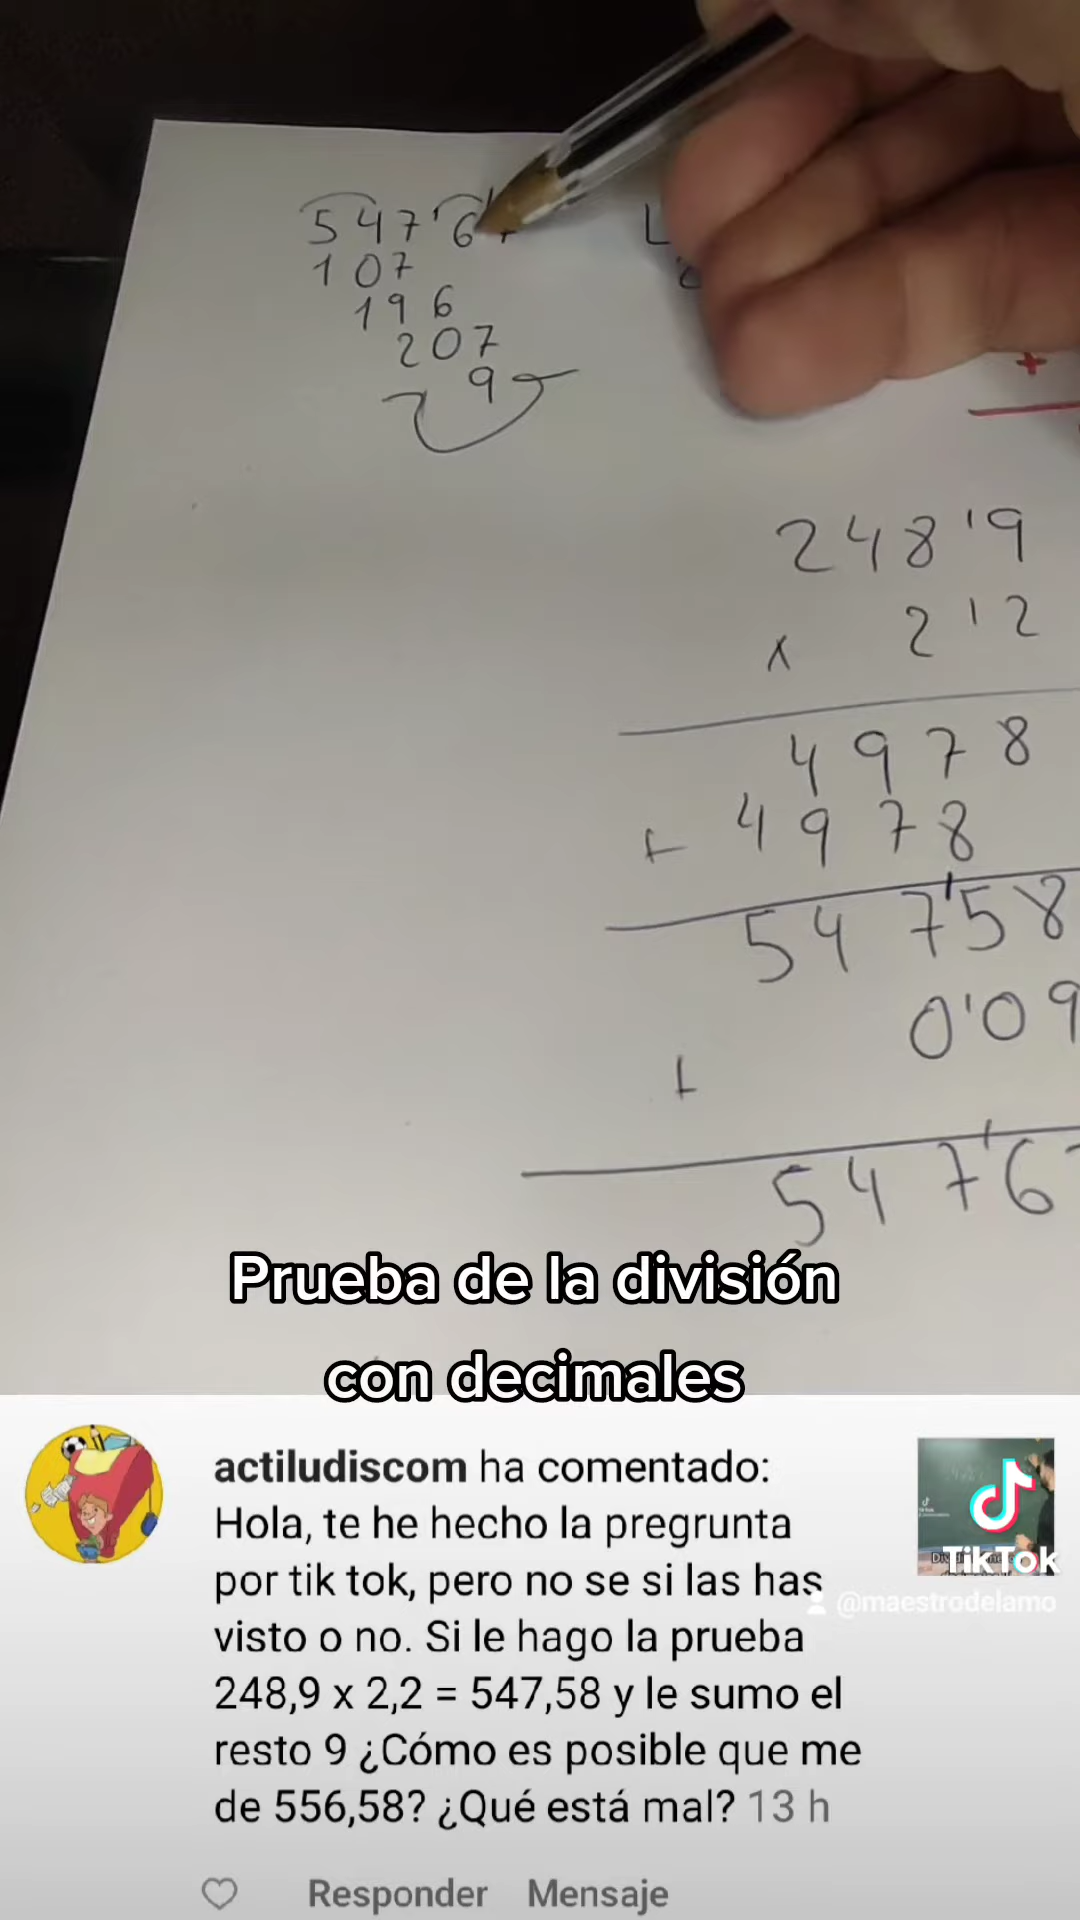 547'67
107
196
207
9
+
248'9
x 2'2
4978
+ 4978
547'58
0'09
+
547'6
Prueba de la división
con decimales
actiludiscom ha comentado:
Hola, te he hecho la pregrunta
por tik tok, pero no se si las has
visto o no. Si le hago la prueba
248,9 x 2,2 = 547,58 y le sumo el
resto 9 ¿Cómo es posible que me
de 556,58? ¿Qué está mal? 13 h
Responder Mensaje
TikTok
@maestrodelamo